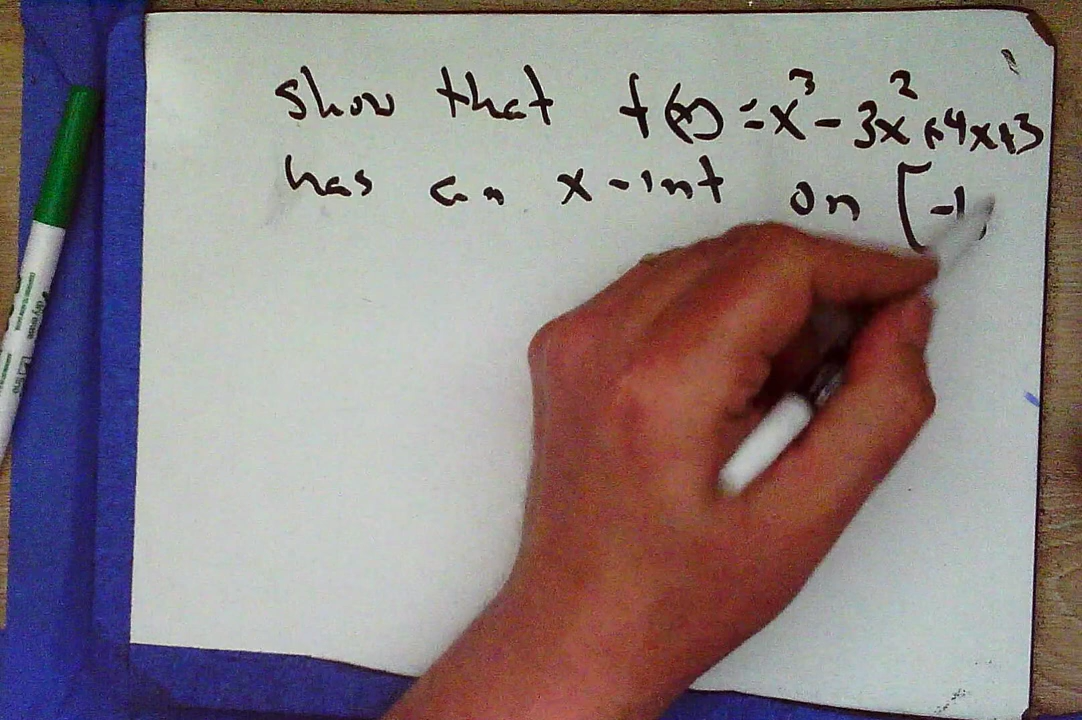 show that f(x) = x³ - 3x² + 4x + 3
has an x-int on [-1,